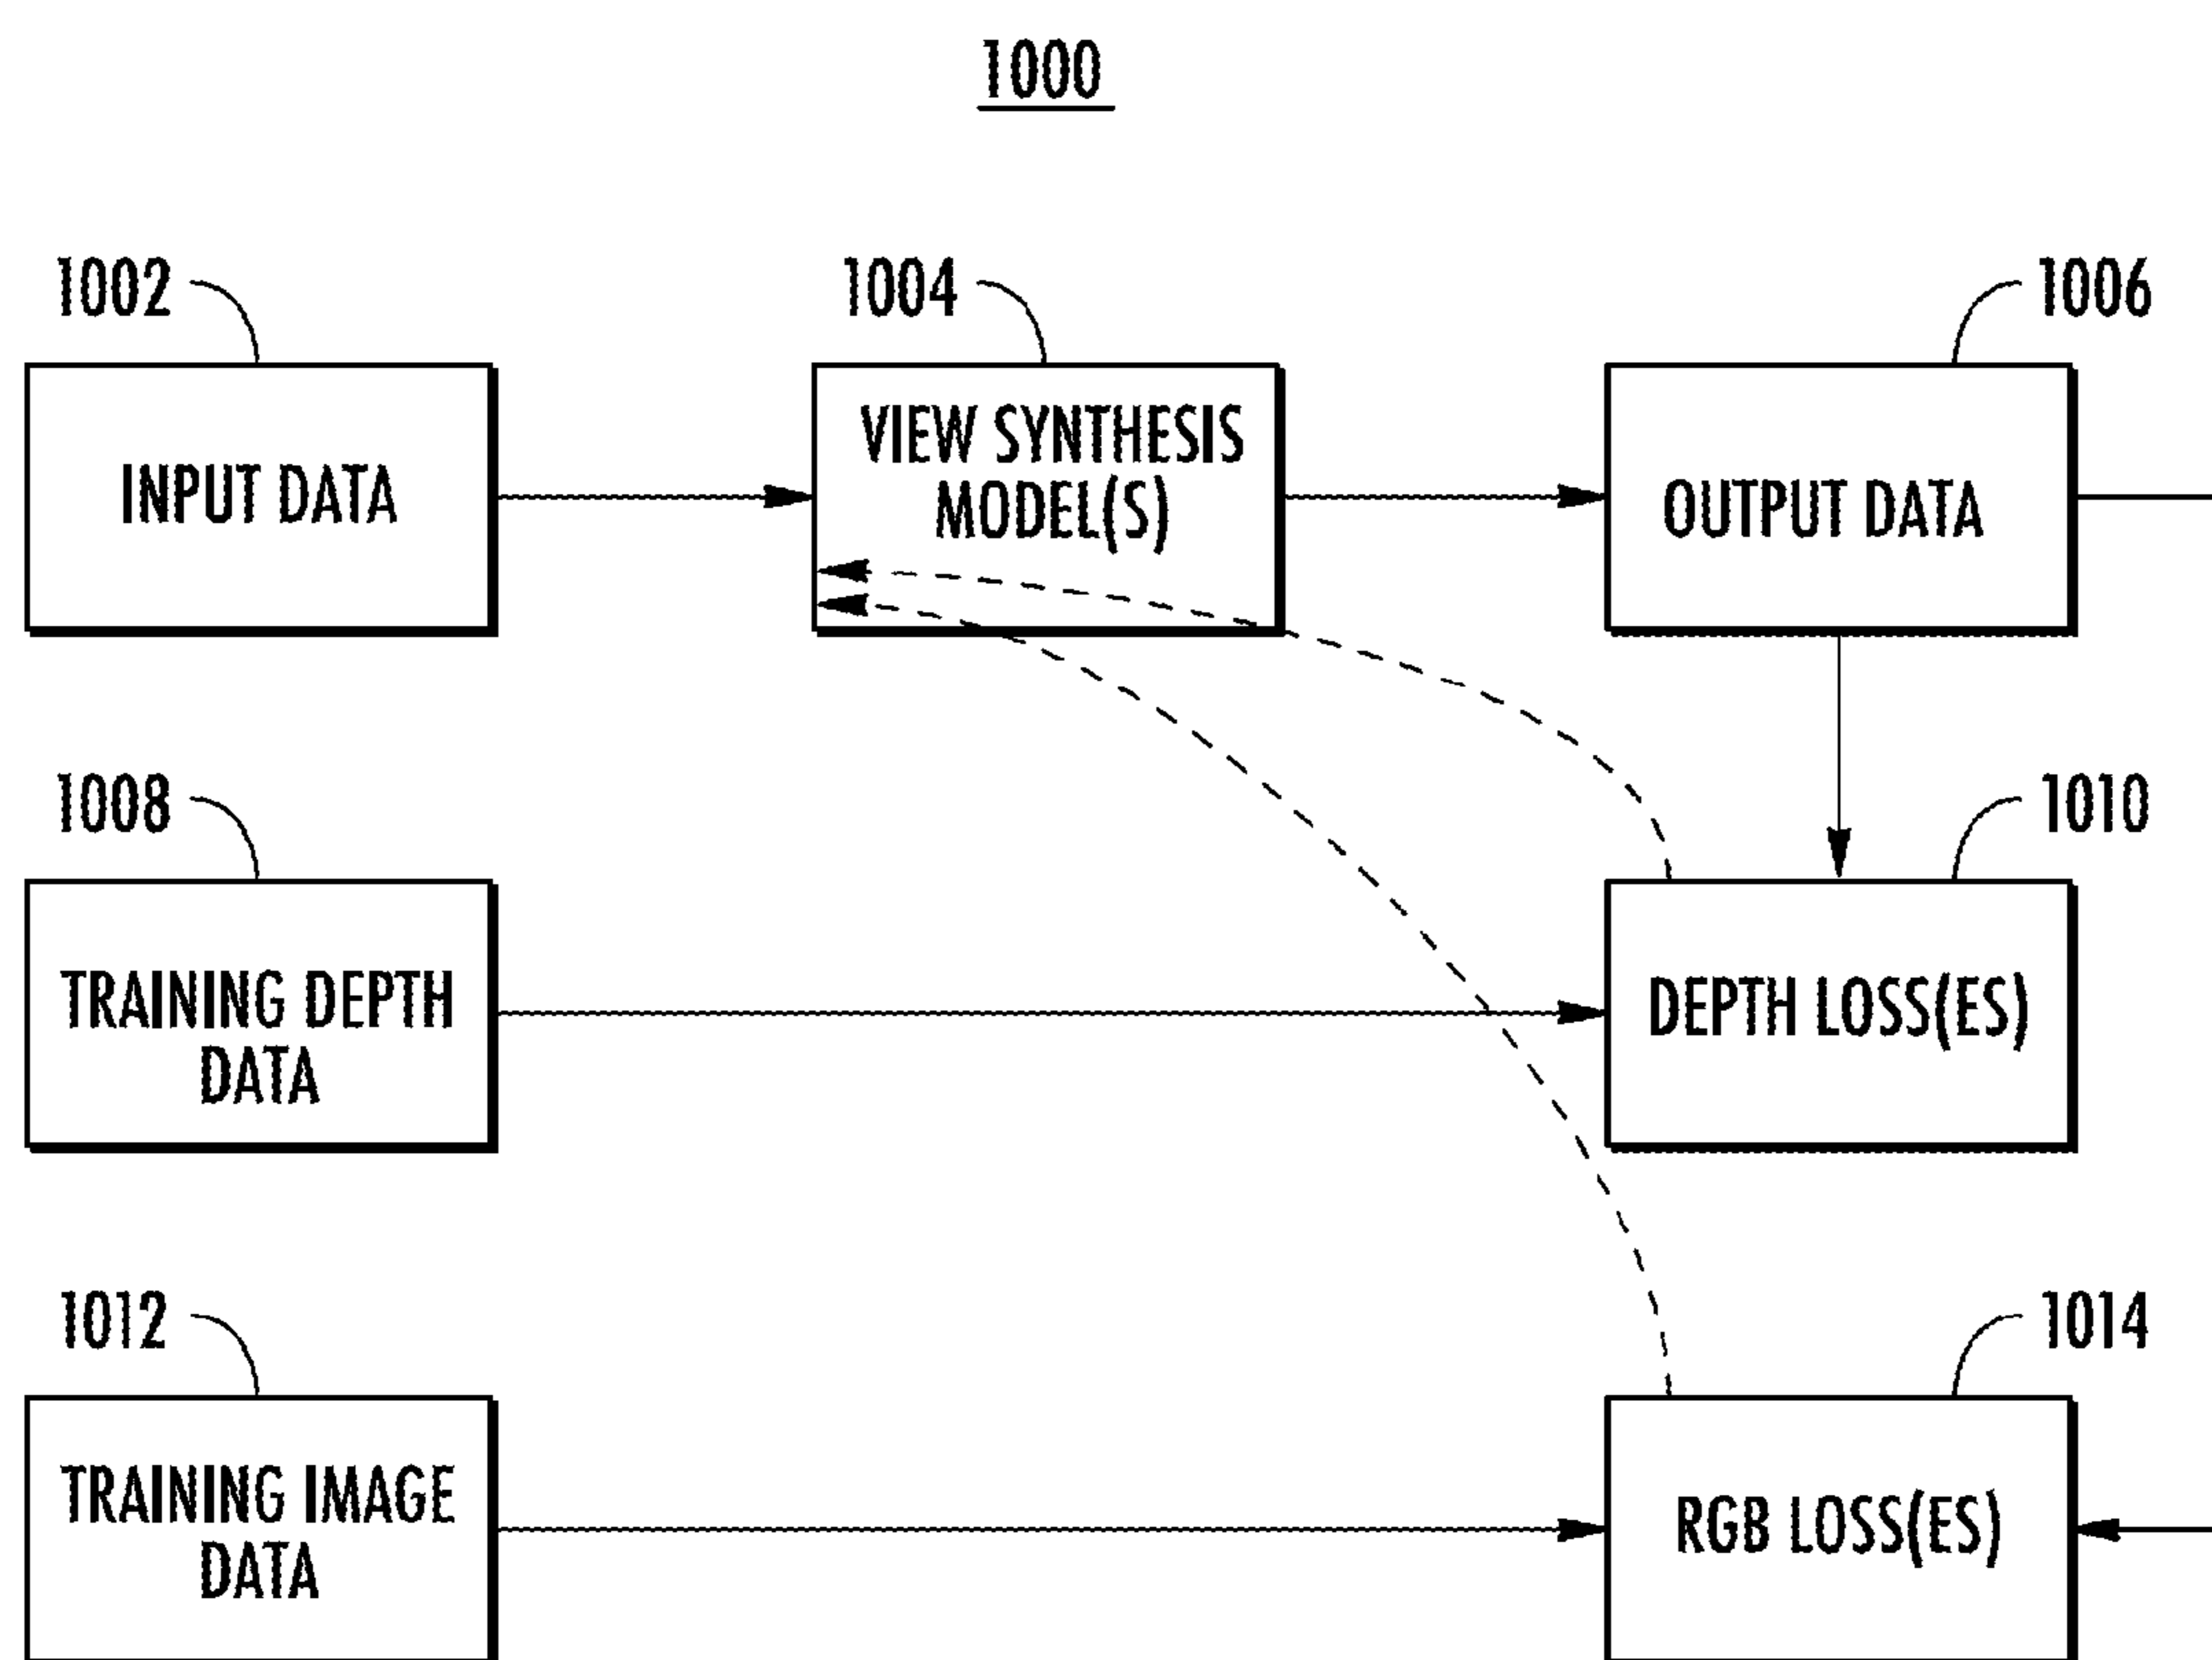 1000
1002
1004
1006
INPUT DATA
VIEW SYNTHESIS
MODEL(S)
OUTPUT DATA
1008
1010
TRAINING DEPTH
DATA
DEPTH LOSS(ES)
1012
1014
TRAINING IMAGE
DATA
RGB LOSS(ES)